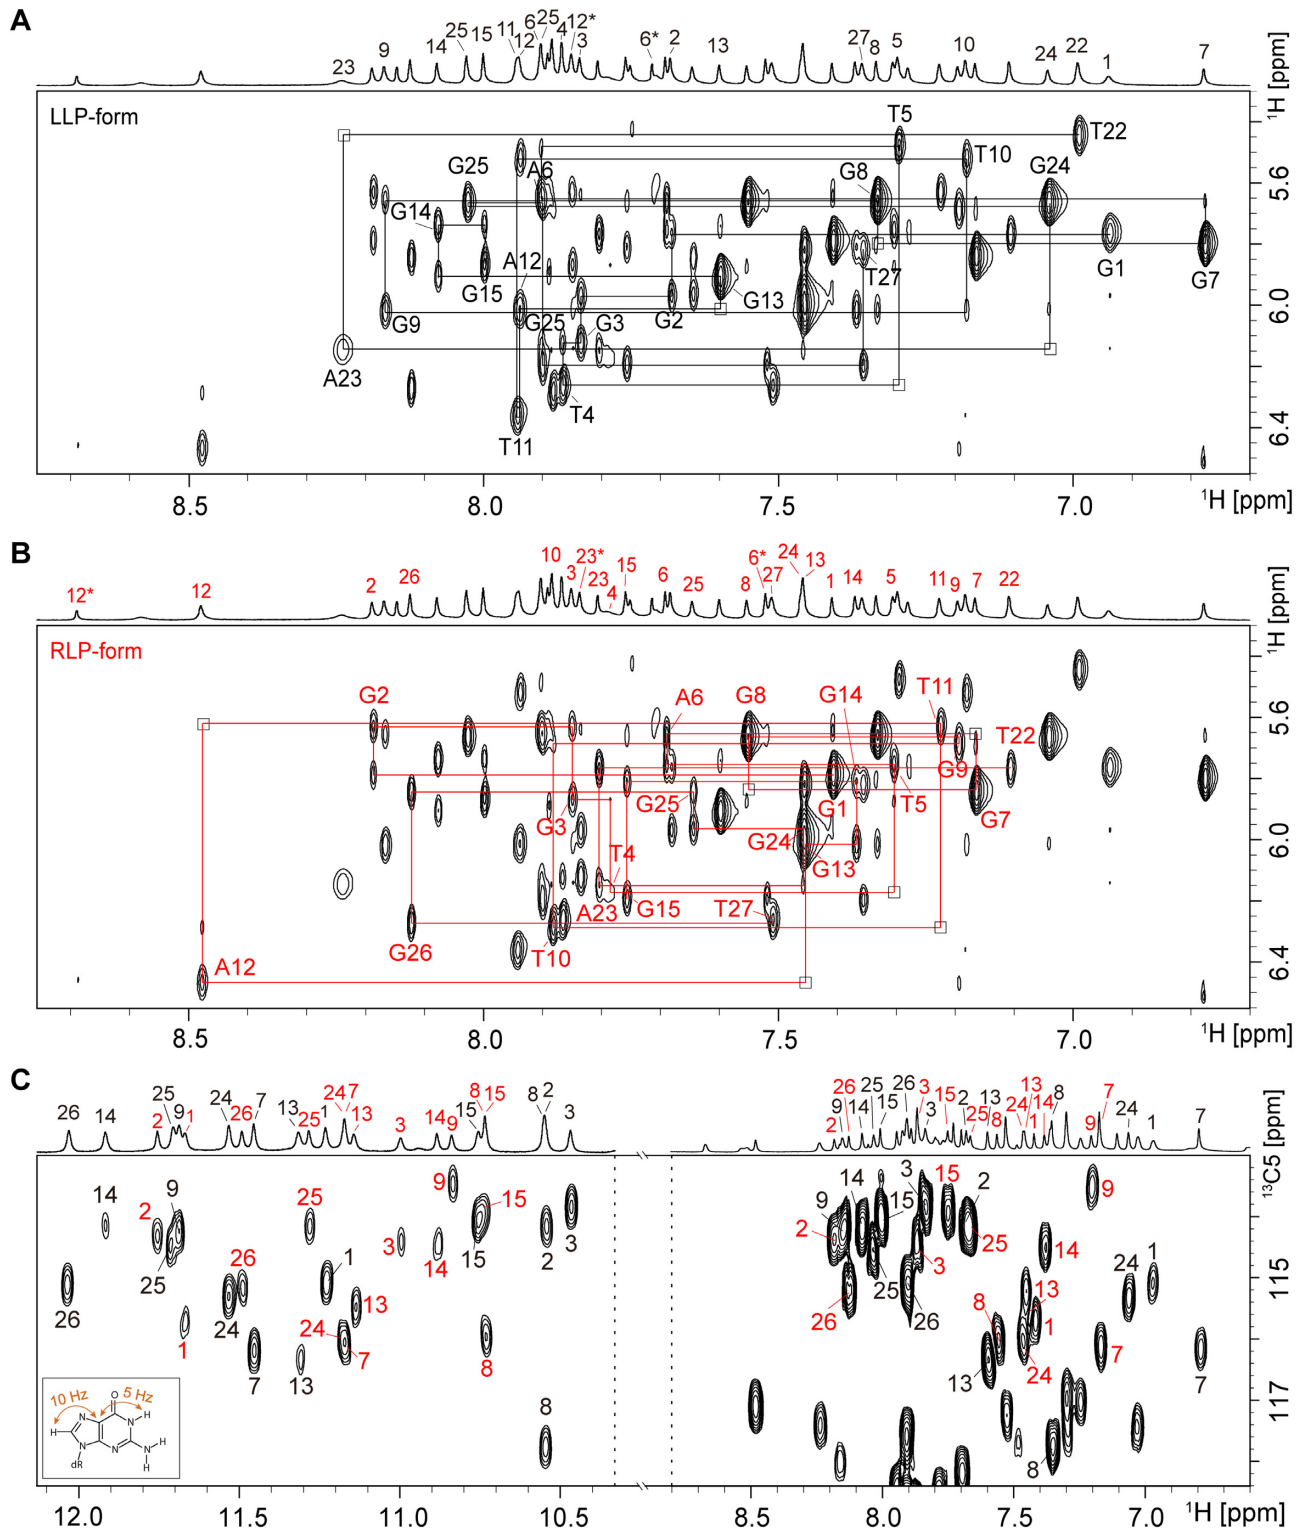 A
23
9
14
25
15
11
12
6
25
4
12*
3
6*
2
13
27
8
5
10
24
22
1
7
LLP-form
T5
T22
T10
G25
A6
G8
G24
G14
A12
T27
G1
G7
G15
G13
G9
G25
G3
G2
A23
T4
T11
5.6
6.0
6.4
¹H [ppm]
8.5
8.0
7.5
7.0
¹H [ppm]
B
12*
12
2
26
10
3
23*
23
4
15
6
25
8
6*
27
24
13
1
14
5
11
9
7
22
RLP-form
G2
A6
G8
G14
T11
T22
G9
G25
G1
T5
G7
G3
G24
T4
G13
A23
G15
T27
G26
T10
A12
5.6
6.0
6.4
¹H [ppm]
8.5
8.0
7.5
7.0
¹H [ppm]
C
26
14
2
25
9
1
24
26
7
13
25
1
24
7
13
3
14
9
15
8
15
8
2
3
2
9
26
14
25
15
26
3
3
15
2
25
13
8
24
13
1
14
8
9
7
24
1
7
14
2
9
25
25
26
1
3
9
14
15
15
2
3
26
1
24
24
7
13
7
13
8
8
9
14
3
15
2
2
15
25
9
14
3
25
26
26
24
1
13
8
1
7
24
13
7
8
115
117
¹³C5 [ppm]
10 Hz
5 Hz
O
N
N
H
H
N
N
N
H
dR
H
12.0
11.5
11.0
10.5
8.5
8.0
7.5
7.0
¹H [ppm]